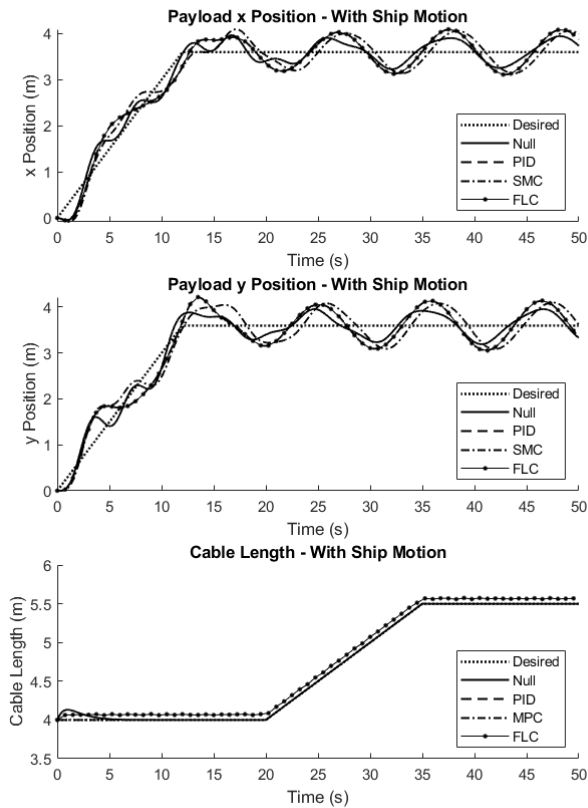 Payload x Position - With Ship Motion
4
3
2
1
0
x Position (m)
Desired
Null
PID
SMC
FLC
0 5 10 15 20 25 30 35 40 45 50
Time (s)
Payload y Position - With Ship Motion
4
3
2
1
0
y Position (m)
Desired
Null
PID
SMC
FLC
0 5 10 15 20 25 30 35 40 45 50
Time (s)
Cable Length - With Ship Motion
6
5.5
5
4.5
4
3.5
Cable Length (m)
Desired
Null
PID
MPC
FLC
0 5 10 15 20 25 30 35 40 45 50
Time (s)